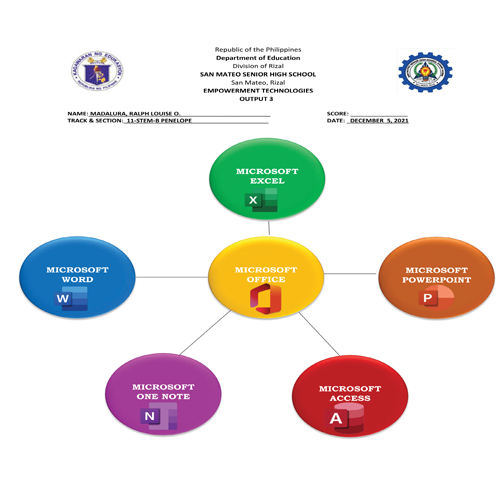 Republic of the Philippines
Department of Education
Division of Rizal
SAN MATEO SENIOR HIGH SCHOOL
San Mateo, Rizal
EMPOWERMENT TECHNOLOGIES
OUTPUT 3
NAME: MADALURA, RALPH LOUISE O. SCORE:
TRACK & SECTION: 11-STEM-B PENELOPE DATE: DECEMBER 5, 2021
MICROSOFT
EXCEL
X
MICROSOFT
WORD
W
MICROSOFT
OFFICE
MICROSOFT
POWERPOINT
P
MICROSOFT
ONE NOTE
N
MICROSOFT
ACCESS
A